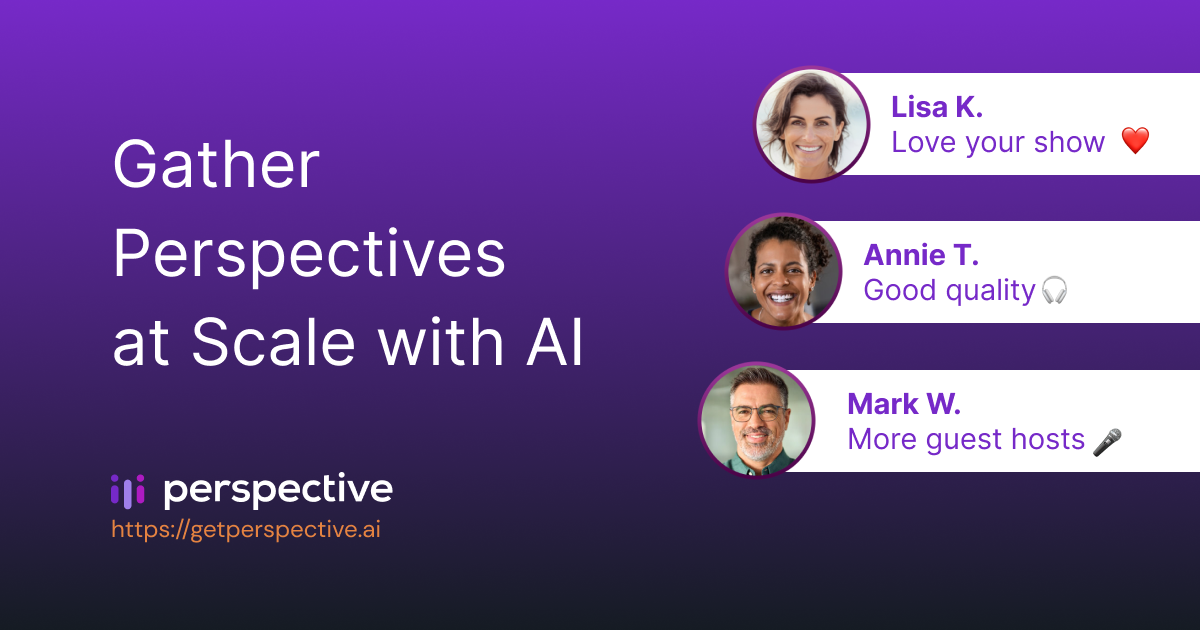 Gather
Perspectives
at Scale with AI
perspective
https://getperspective.ai
Lisa K.
Love your show ❤️
Annie T.
Good quality🎧
Mark W.
More guest hosts 🎤